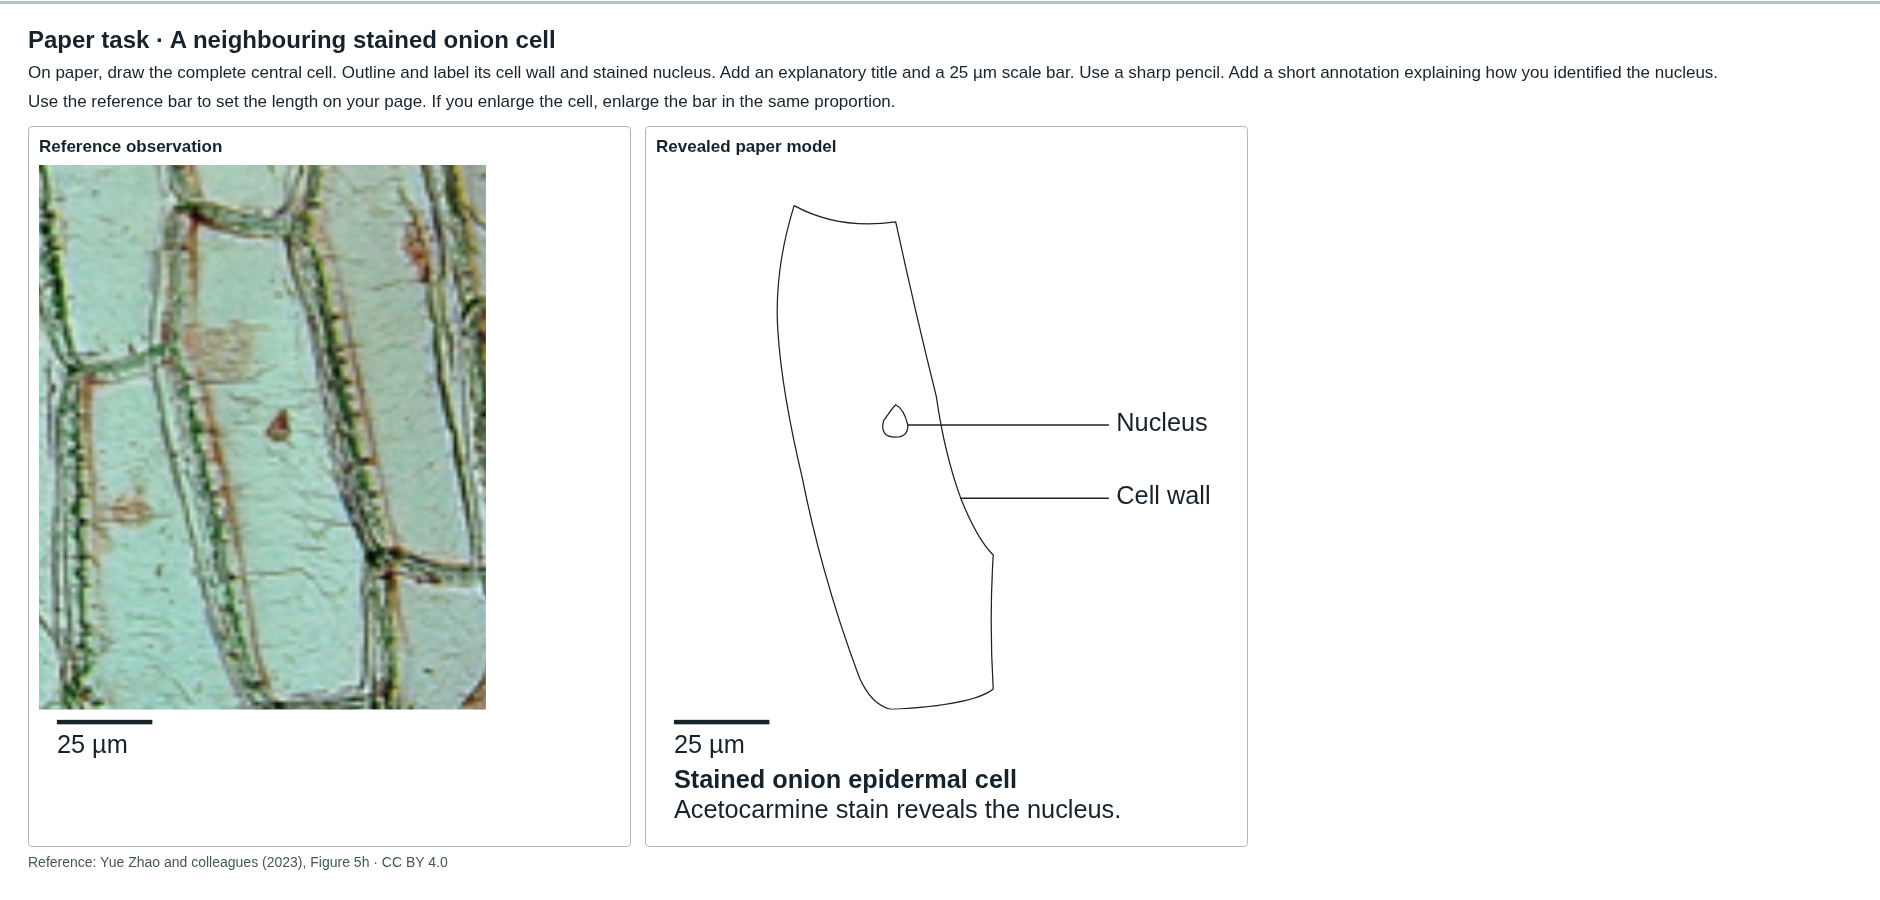 Paper task · A neighbouring stained onion cell
On paper, draw the complete central cell. Outline and label its cell wall and stained nucleus. Add an explanatory title and a 25 µm scale bar. Use a sharp pencil. Add a short annotation explaining how you identified the nucleus.
Use the reference bar to set the length on your page. If you enlarge the cell, enlarge the bar in the same proportion.
Reference observation
25 µm
Revealed paper model
Nucleus
Cell wall
25 µm
Stained onion epidermal cell
Acetocarmine stain reveals the nucleus.
Reference: Yue Zhao and colleagues (2023), Figure 5h · CC BY 4.0